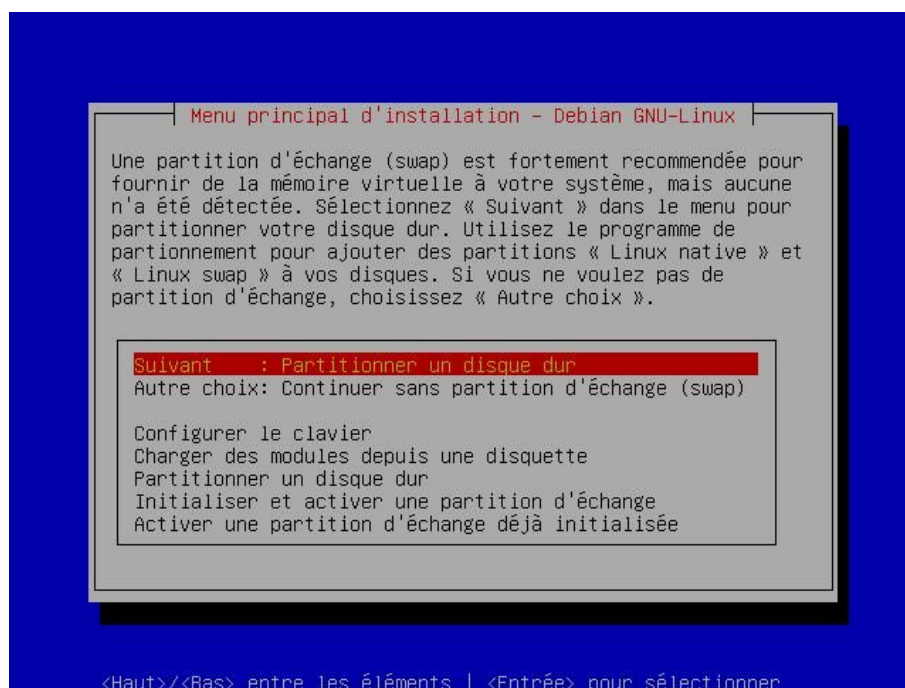 Menu principal d'installation - Debian GNU-Linux
Une partition d'échange (swap) est fortement recommendée pour
fournir de la mémoire virtuelle à votre système, mais aucune
n'a été détectée. Sélectionnez « Suivant » dans le menu pour
partitionner votre disque dur. Utilisez le programme de
partionnement pour ajouter des partitions « Linux native » et
« Linux swap » à vos disques. Si vous ne voulez pas de
partition d'échange, choisissez « Autre choix ».
Suivant : Partitionner un disque dur
Autre choix: Continuer sans partition d'échange (swap)
Configurer le clavier
Charger des modules depuis une disquette
Partitionner un disque dur
Initialiser et activer une partition d'échange
Activer une partition d'échange déjà initialisée
<Haut>/<Bas> entre les éléments | <Entrée> pour sélectionner